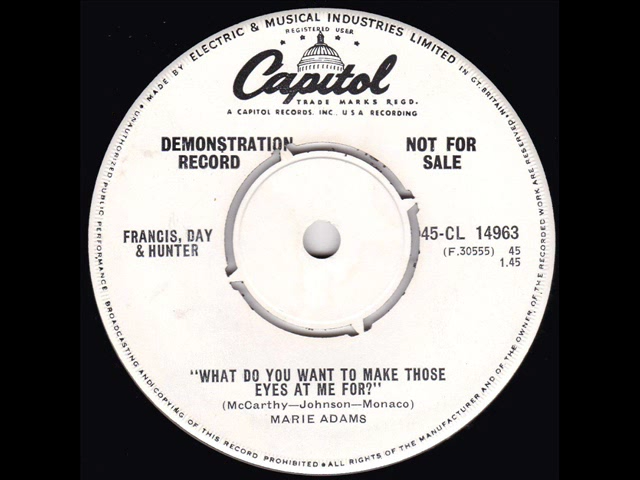 MADE BY ELECTRIC & MUSICAL INDUSTRIES LIMITED IN GT. BRITAIN.
REGISTERED USER
Capitol
TRADE MARKS REGD.
A CAPITOL RECORDS, INC., U S A RECORDING
DEMONSTRATION RECORD
NOT FOR SALE
FRANCIS, DAY & HUNTER
45-CL 14963
(F.30555) 45
1.45
"WHAT DO YOU WANT TO MAKE THOSE
EYES AT ME FOR?"
(McCarthy—Johnson—Monaco)
MARIE ADAMS
ALL RIGHTS OF THE MANUFACTURER AND OF THE OWNER OF THE RECORDED WORK ARE RESERVED.
UNAUTHORIZED PUBLIC PERFORMANCE BROADCASTING AND COPYING OF THIS RECORD PROHIBITED